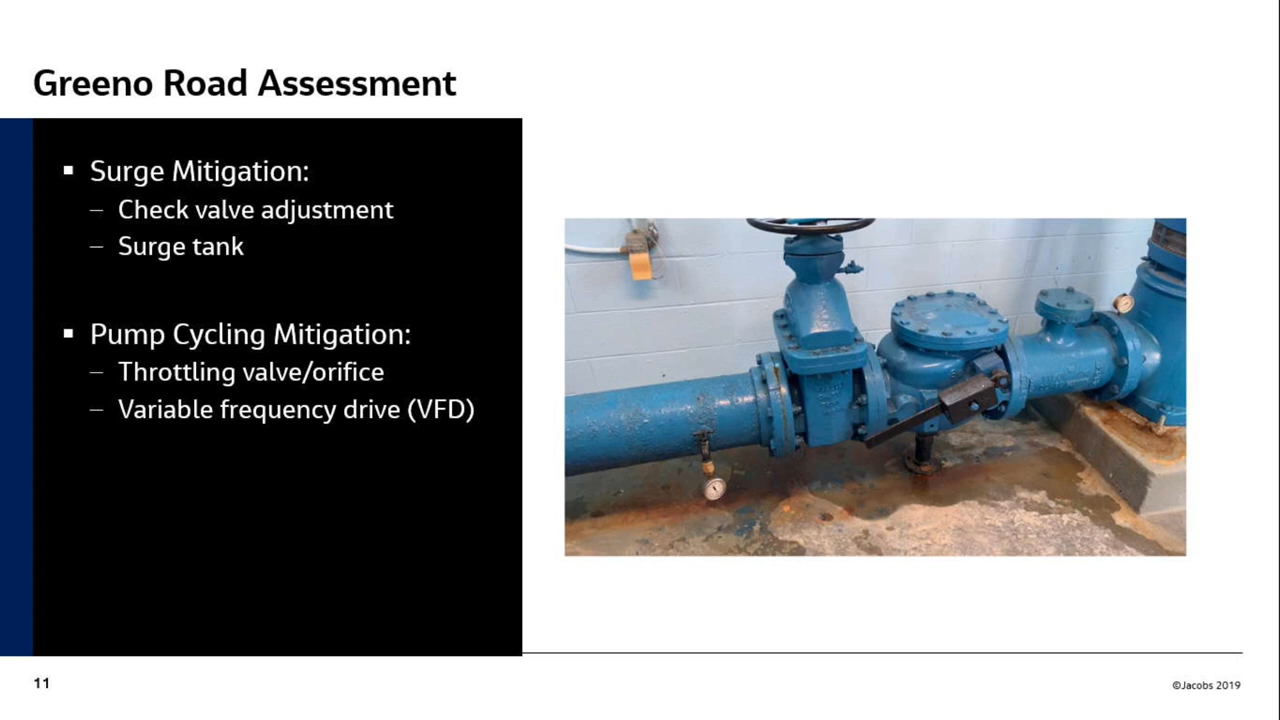 Greeno Road Assessment
▪ Surge Mitigation:
– Check valve adjustment
– Surge tank
▪ Pump Cycling Mitigation:
– Throttling valve/orifice
– Variable frequency drive (VFD)
11
©Jacobs 2019